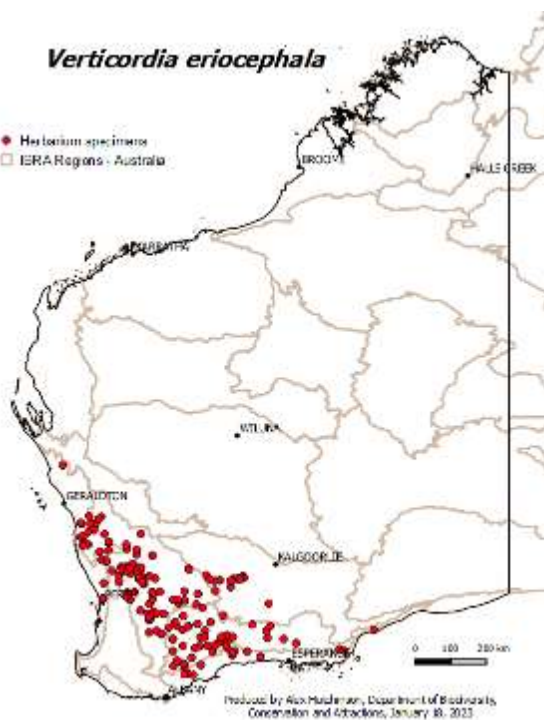 Verticordia eriocephala
Herbarium specimens
IBRA Regions - Australia
BROOME
HALLS CREEK
KARRATHA
WILUNA
GERALDTON
KALGOORLIE
PERTH
ESPERANCE
ALBANY
0 100 200 km
Produced by Alex Hutchinson, Department of Biodiversity,
Conservation and Attractions, January 18, 2023